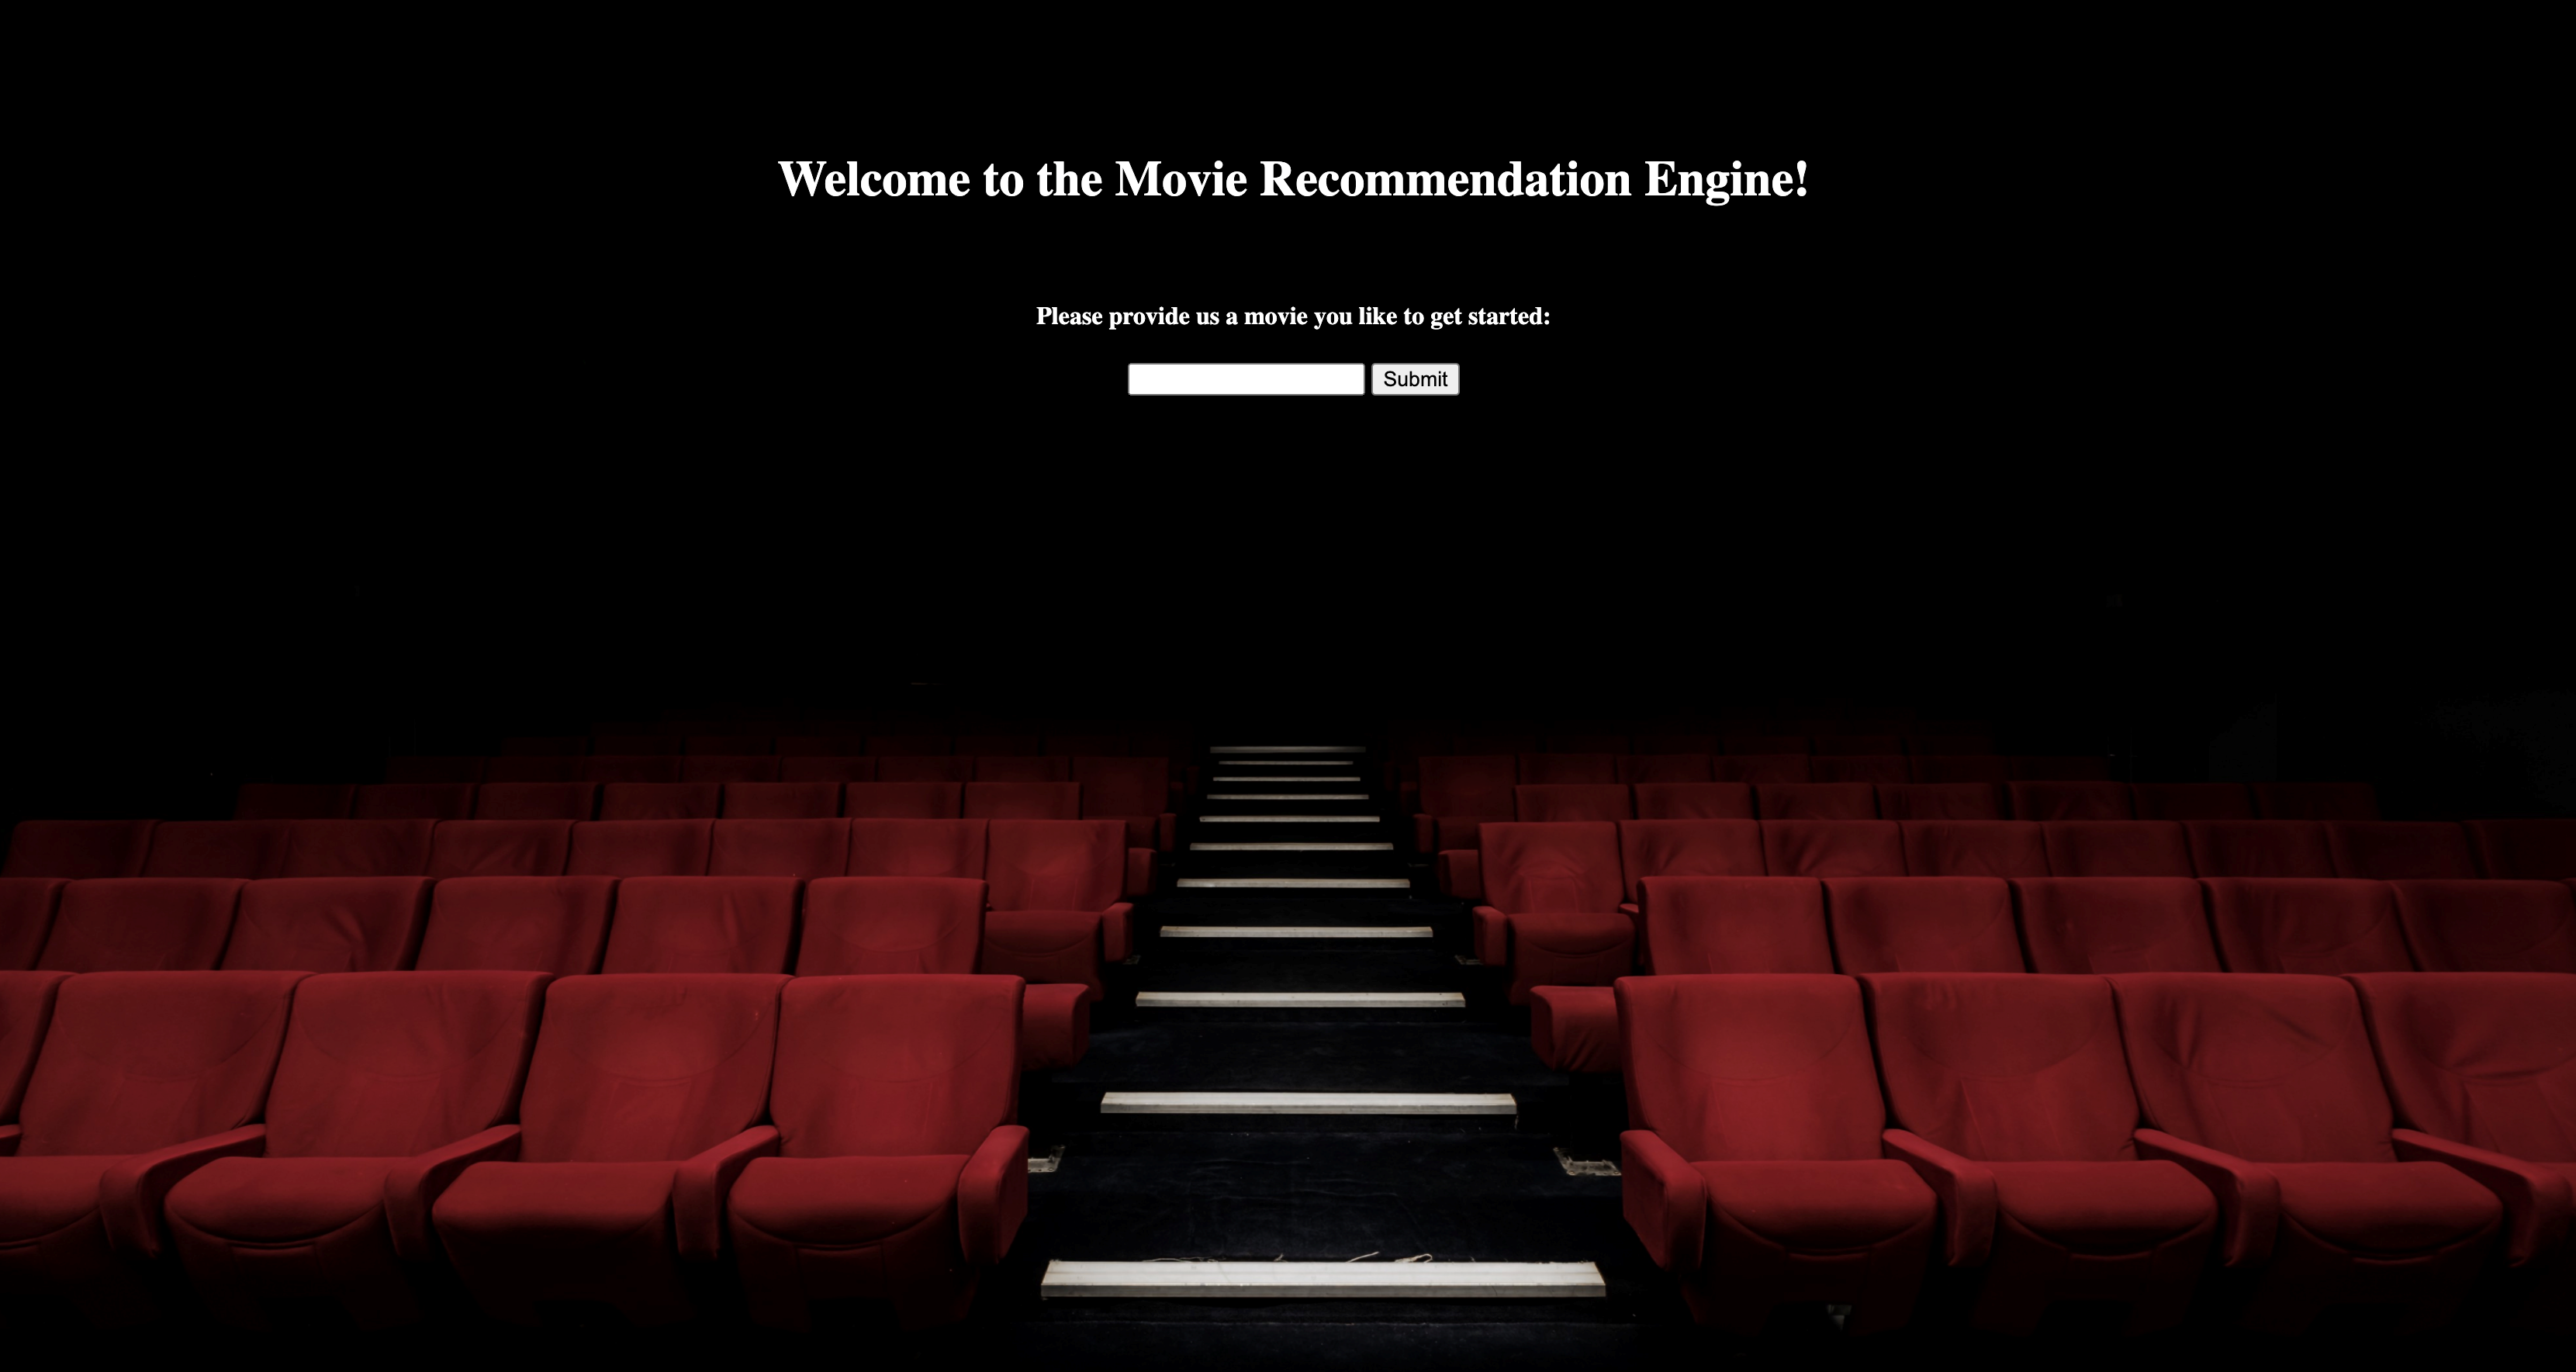 Welcome to the Movie Recommendation Engine!
Please provide us a movie you like to get started:
Submit